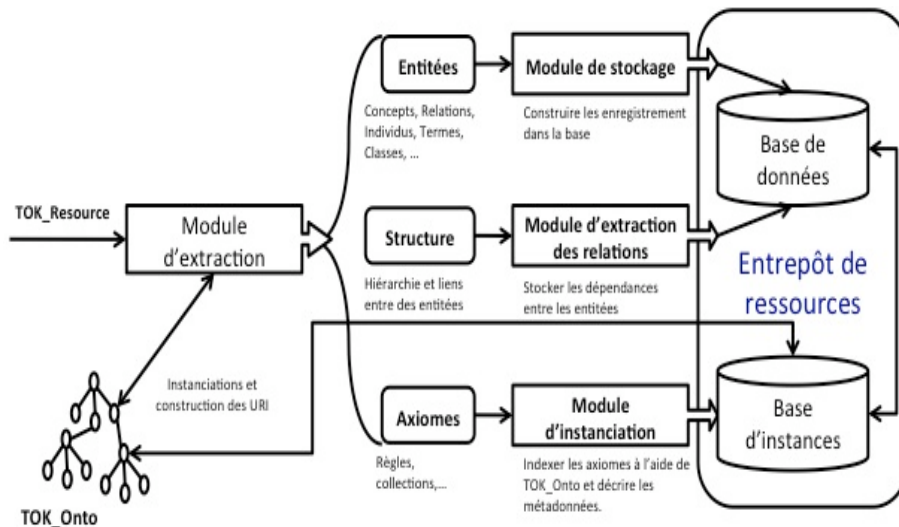 Entitées
Module de stockage
Concepts, Relations,
Individus, Termes,
Classes, ...
Construire les enregistrement
dans la base
Base de
données
TOK_Resource
Module
d'extraction
Structure
Module d'extraction
des relations
Hiérarchie et liens
entre des entitées
Stocker les dépendances
entre les entitées
Entrepôt de
ressources
Instanciations et
construction des URI
Axiomes
Module
d'instanciation
Base
d'instances
Règles,
collections,...
Indexer les axiomes à l'aide de
TOK_Onto et décrire les
métadonnées.
TOK_Onto